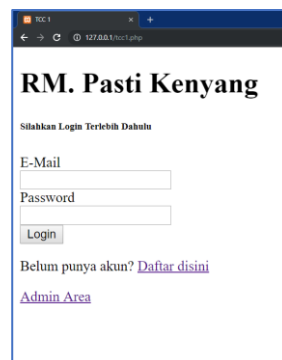 TCC 1
127.0.0.1/tcc1.php
RM. Pasti Kenyang
Silahkan Login Terlebih Dahulu
E-Mail
Password
Login
Belum punya akun? Daftar disini
Admin Area